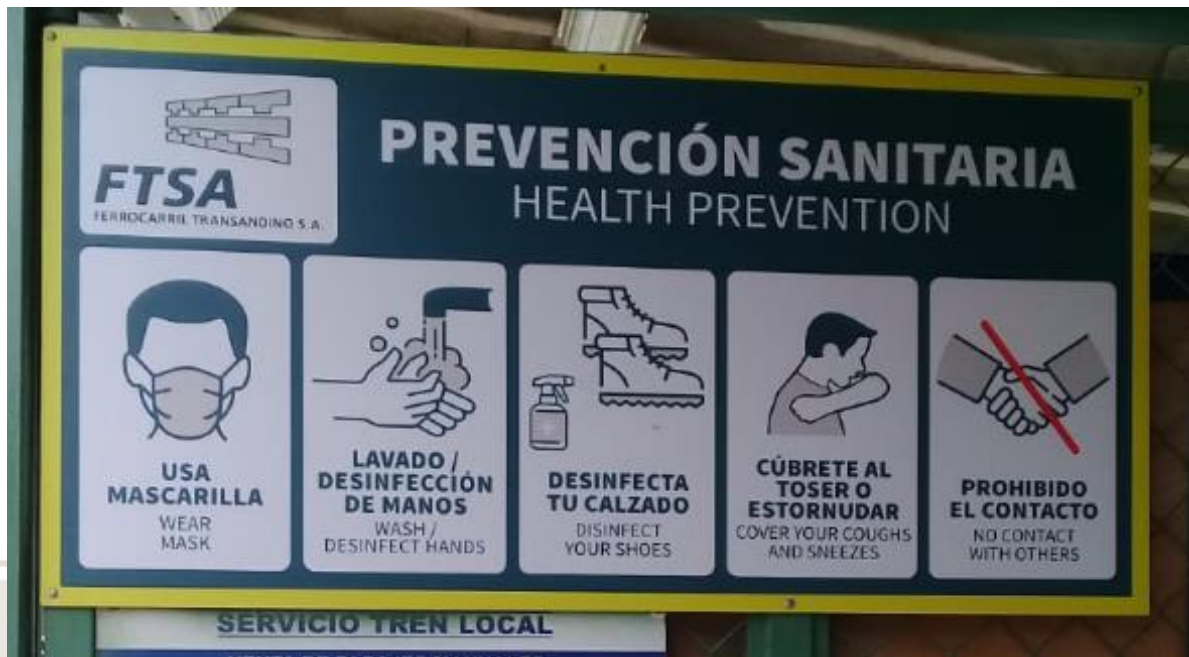 FTSA
FERROCARRIL TRANSANDINO S.A.
PREVENCIÓN SANITARIA
HEALTH PREVENTION
USA
MASCARILLA
WEAR
MASK
LAVADO /
DESINFECCIÓN
DE MANOS
WASH /
DESINFECT HANDS
DESINFECTA
TU CALZADO
DISINFECT
YOUR SHOES
CÚBRETE AL
TOSER O
ESTORNUDAR
COVER YOUR COUGHS
AND SNEEZES
PROHIBIDO
EL CONTACTO
NO CONTACT
WITH OTHERS
SERVICIO TREN LOCAL